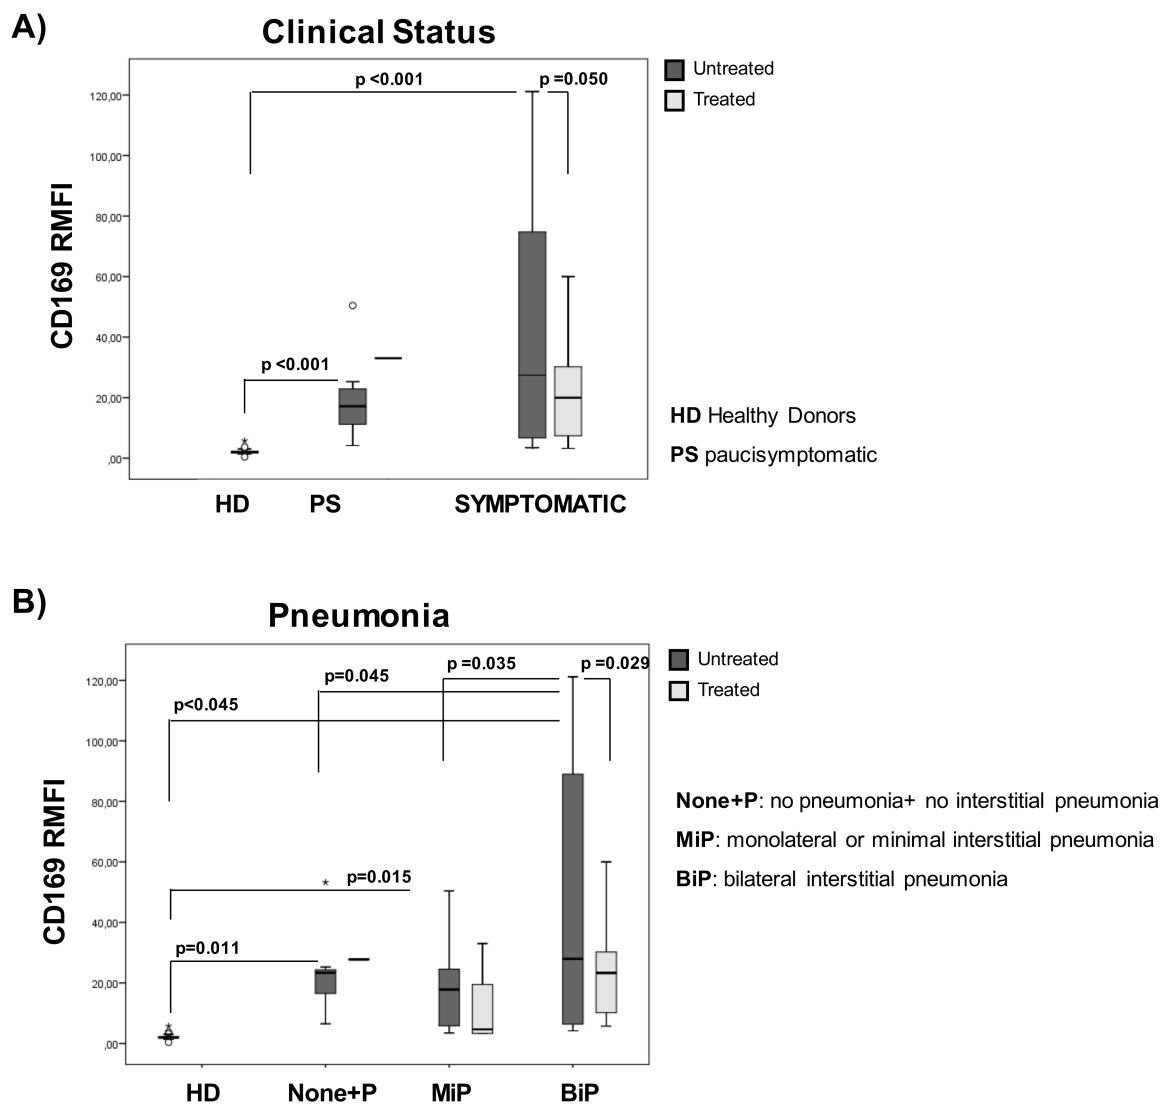 A)
Clinical Status
Untreated
Treated
p <0.001
p =0.050
120,00
100,00
80,00
60,00
40,00
20,00
,00
CD169 RMFI
p <0.001
HD Healthy Donors
PS paucisymptomatic
HD PS SYMPTOMATIC
B)
Pneumonia
Untreated
Treated
p =0.035
p =0.029
p=0.045
p<0.045
120,00
100,00
80,00
60,00
40,00
20,00
,00
CD169 RMFI
p=0.015
p=0.011
None+P: no pneumonia+ no interstitial pneumonia
MiP: monolateral or minimal interstitial pneumonia
BiP: bilateral interstitial pneumonia
HD None+P MiP BiP